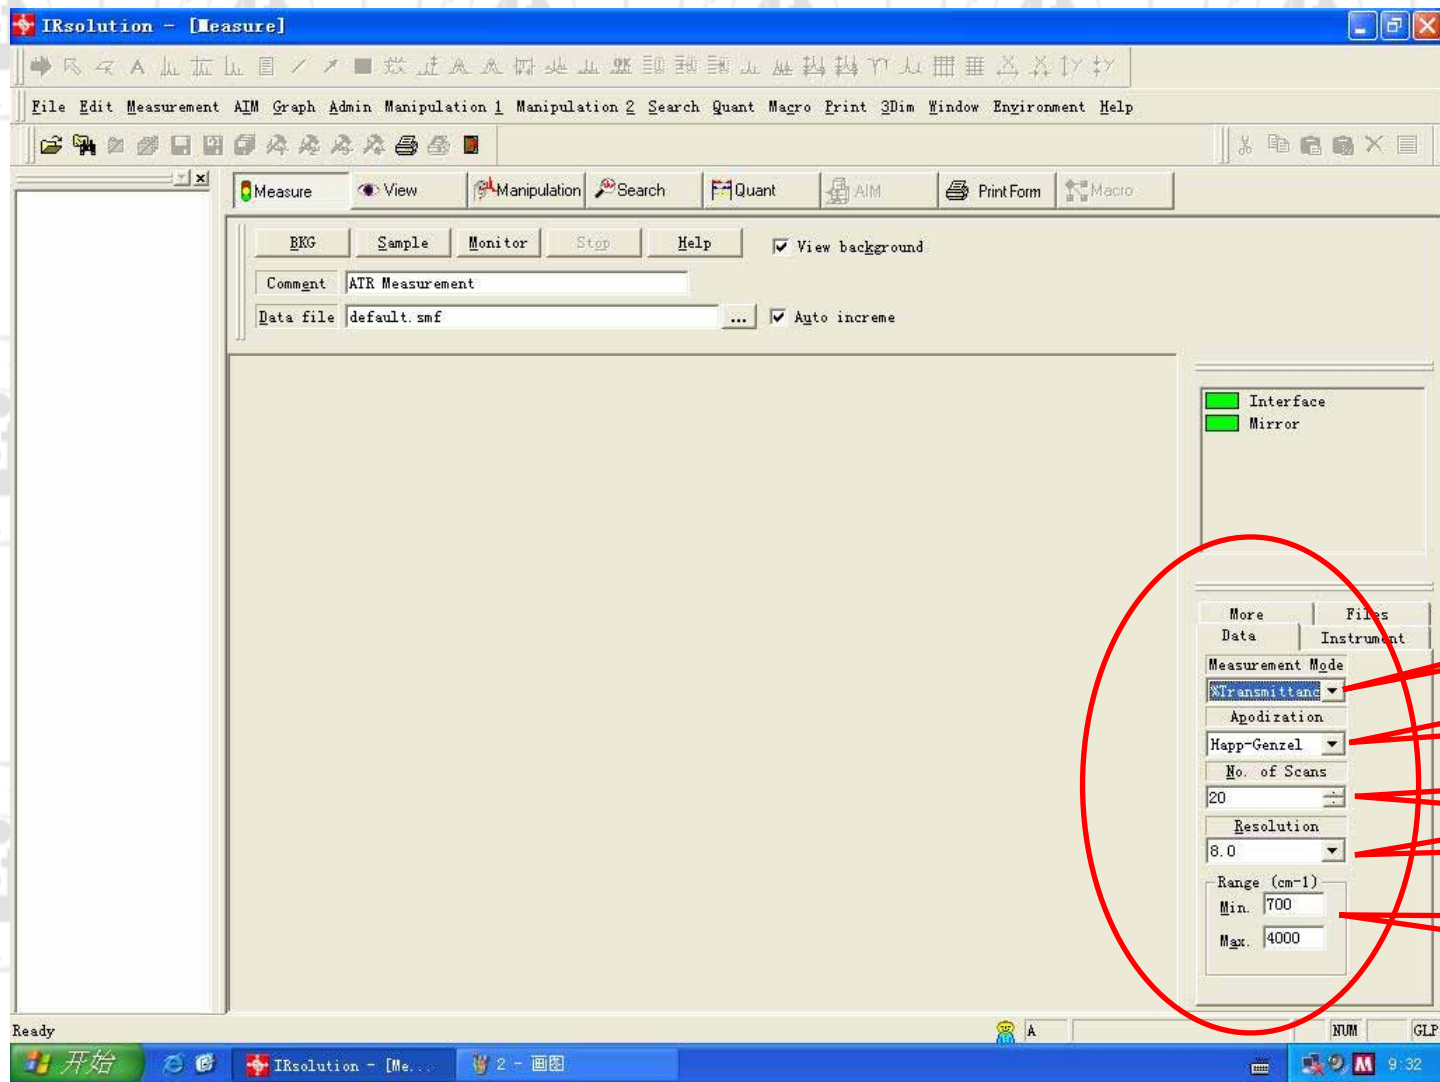 IRsolution - [Measure]
File Edit Measurement AIM Graph Admin Manipulation 1 Manipulation 2 Search Quant Macro Print 3Dim Window Environment Help
Measure View Manipulation Search Quant AIM Print Form Macro
BKG Sample Monitor Stop Help View background
Comment ATR Measurement
Data file default.smf ... Auto increme
Interface
Mirror
More Files
Data Instrument
Measurement Mode
%Transmittanc
Apodization
Happ-Genzel
No. of Scans
20
Resolution
8.0
Range (cm-1)
Min. 700
Max. 4000
Ready A NUM GLP
开始 IRsolution - [Me... 2 - 画图 9:32